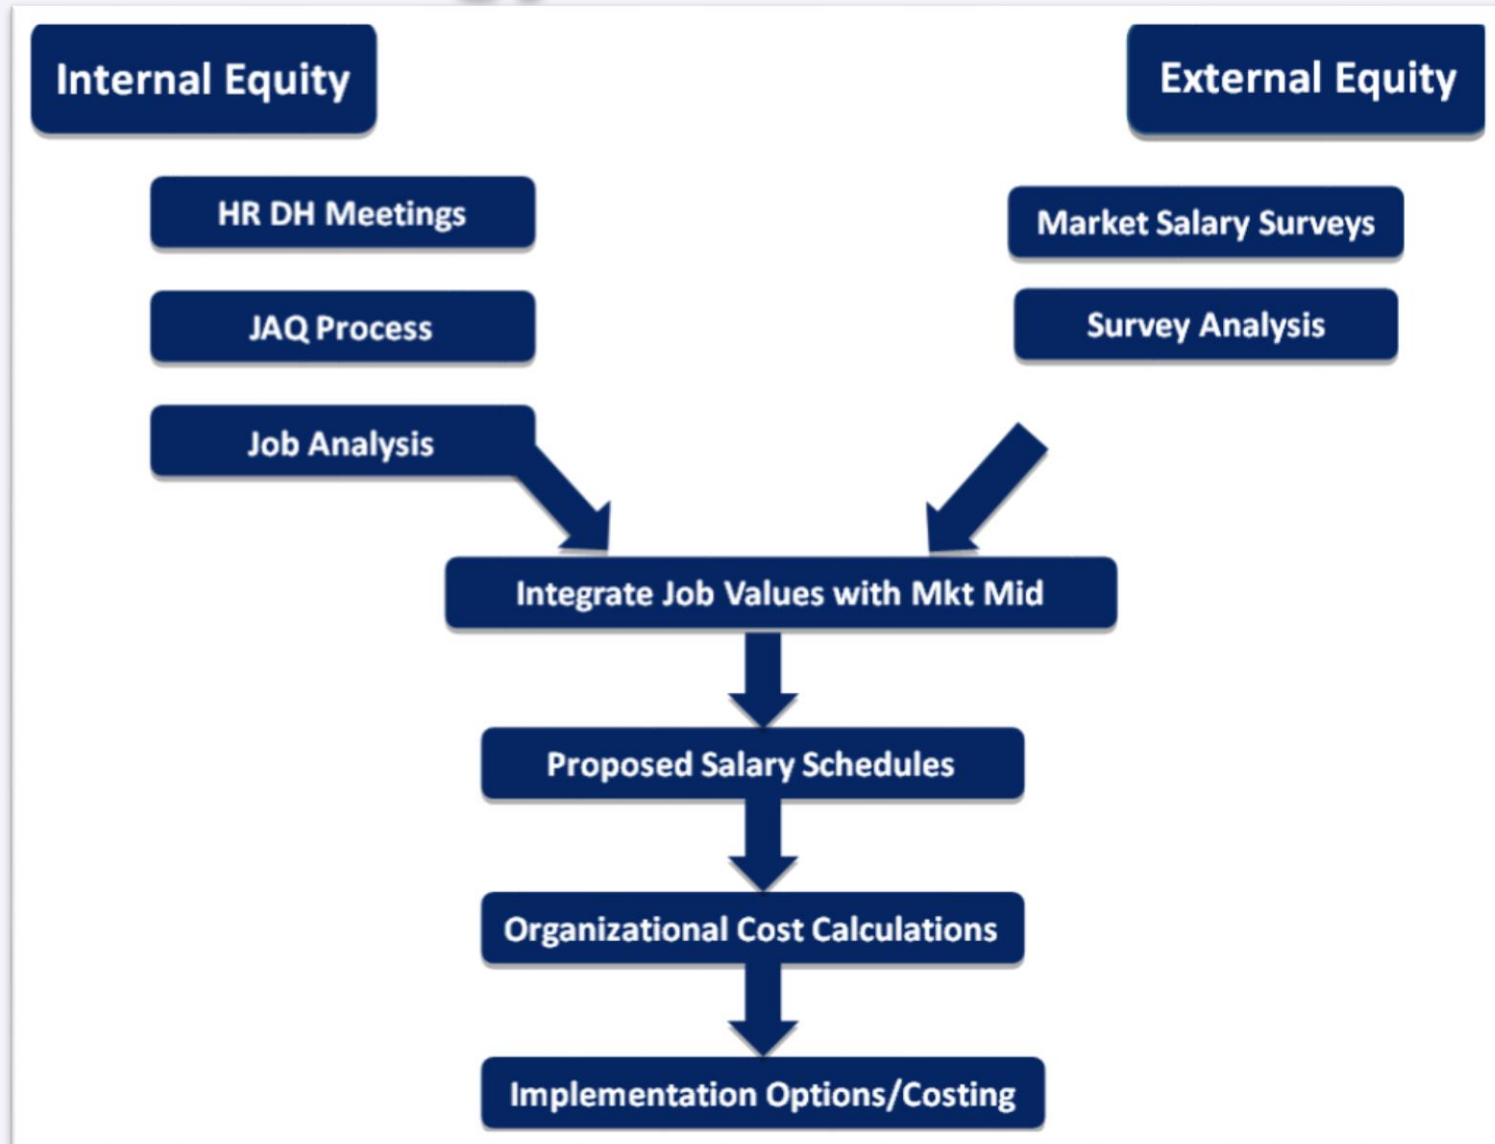 Internal Equity
External Equity
HR DH Meetings
Market Salary Surveys
JAQ Process
Survey Analysis
Job Analysis
Integrate Job Values with Mkt Mid
Proposed Salary Schedules
Organizational Cost Calculations
Implementation Options/Costing